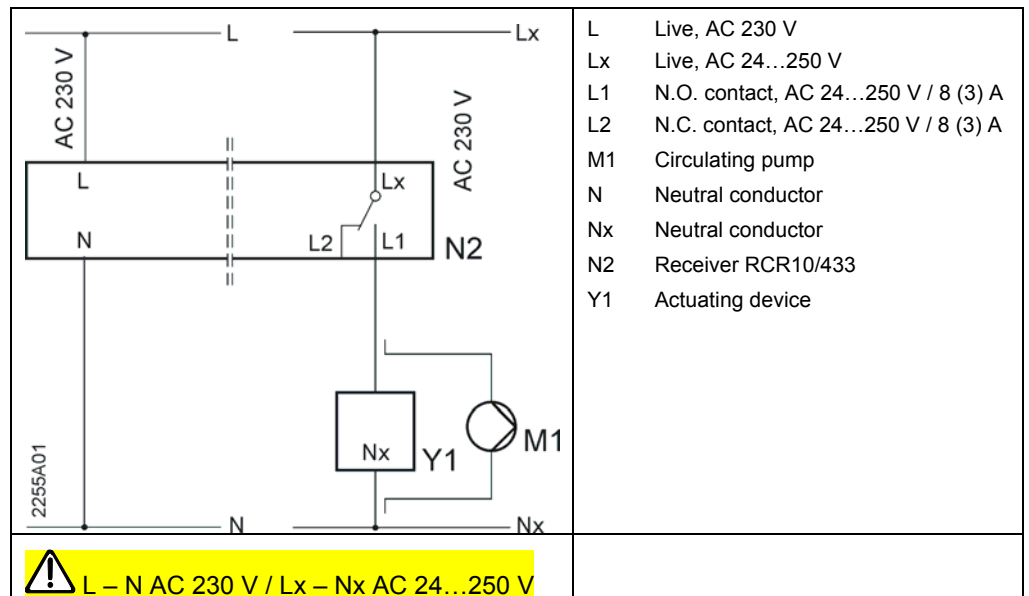 L
Lx
AC 230 V
AC 230 V
L
Lx
N
L2
L1
N2
Nx
Y1
M1
2255A01
N
Nx
L – N AC 230 V / Lx – Nx AC 24…250 V
L Live, AC 230 V
Lx Live, AC 24…250 V
L1 N.O. contact, AC 24…250 V / 8 (3) A
L2 N.C. contact, AC 24…250 V / 8 (3) A
M1 Circulating pump
N Neutral conductor
Nx Neutral conductor
N2 Receiver RCR10/433
Y1 Actuating device